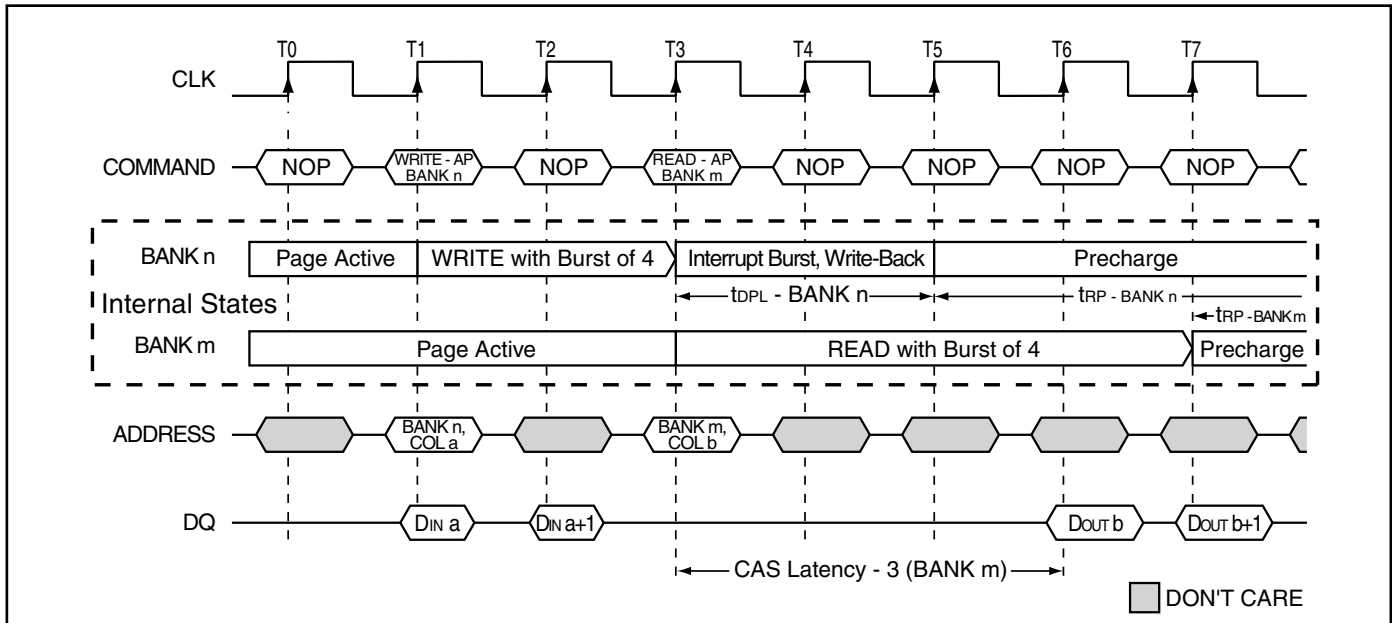 T0 T1 T2 T3 T4 T5 T6 T7
CLK
COMMAND NOP WRITE - AP BANK n NOP READ - AP BANK m NOP NOP NOP NOP
BANK n Page Active WRITE with Burst of 4 Interrupt Burst, Write-Back Precharge
tDPL - BANK n tRP - BANK n
Internal States
tRP - BANK m
BANK m Page Active READ with Burst of 4 Precharge
ADDRESS BANK n, COL a BANK m, COL b
DQ DIN a DIN a+1 DOUT b DOUT b+1
CAS Latency - 3 (BANK m)
DON'T CARE